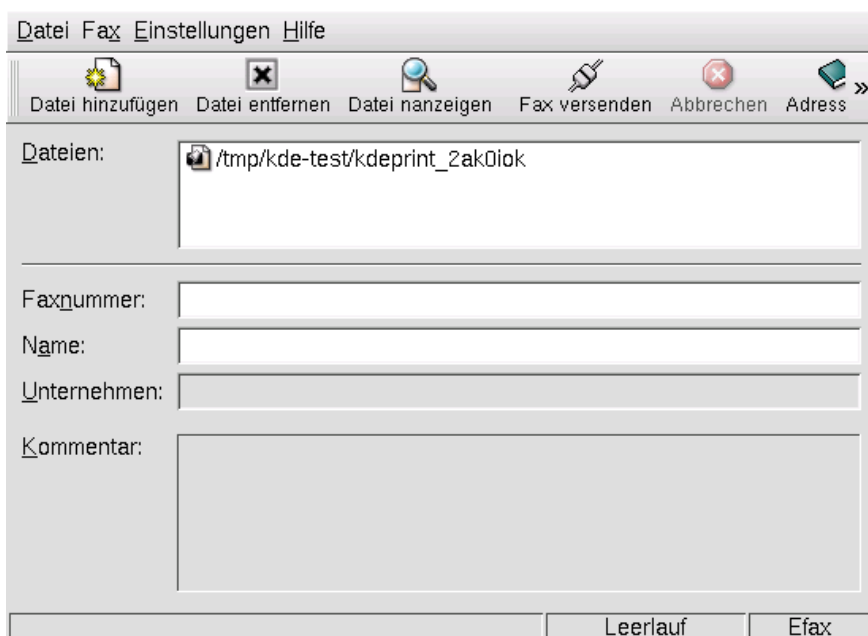 Datei Fax Einstellungen Hilfe
Datei hinzufügen Datei entfernen Datei nanzeigen Fax versenden Abbrechen Adress »
Dateien: /tmp/kde-test/kdeprint_2ak0iok
Faxnummer:
Name:
Unternehmen:
Kommentar:
Leerlauf Efax